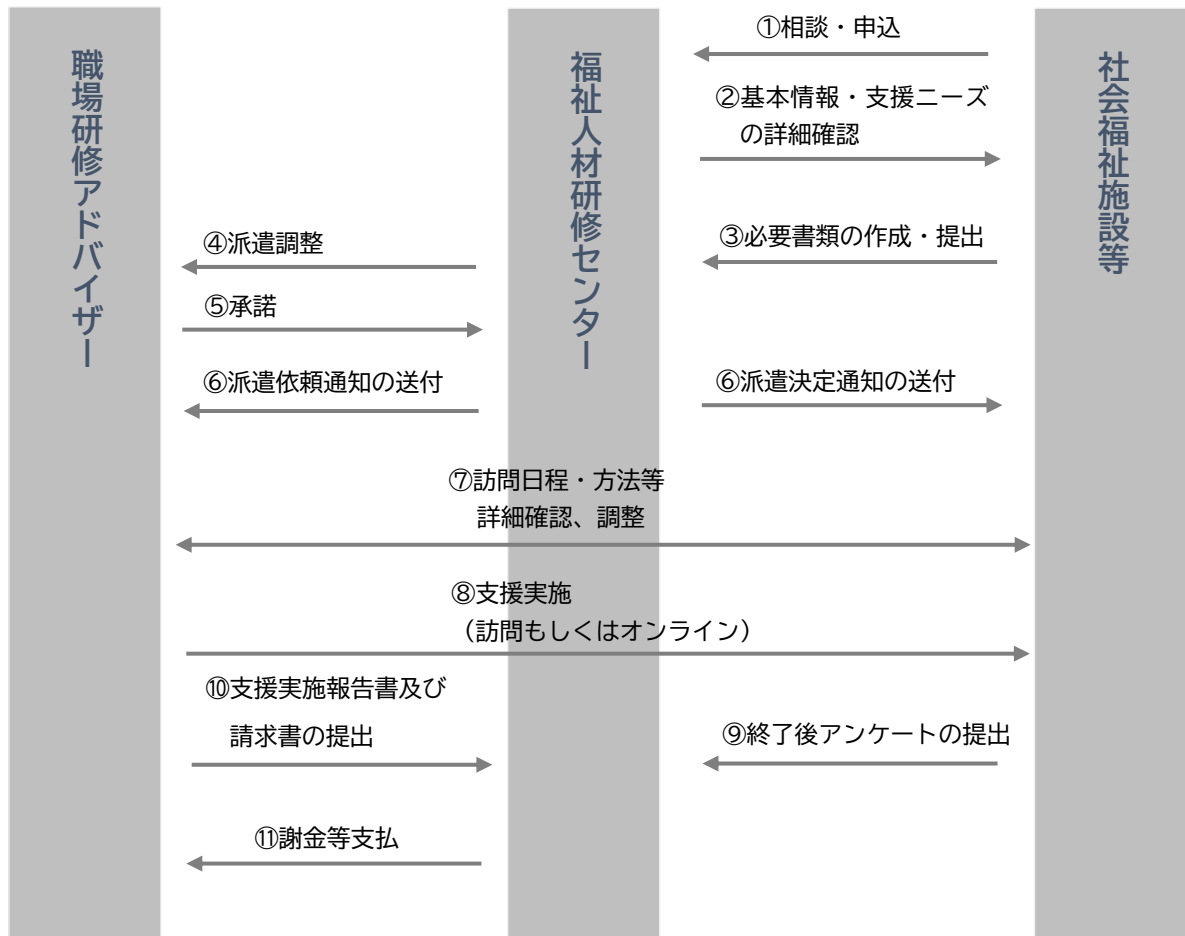 職場研修アドバイザー
福祉人材研修センター
社会福祉施設等
①相談・申込
②基本情報・支援ニーズ
の詳細確認
③必要書類の作成・提出
④派遣調整
⑤承諾
⑥派遣依頼通知の送付
⑥派遣決定通知の送付
⑦訪問日程・方法等
詳細確認、調整
⑧支援実施
（訪問もしくはオンライン）
⑩支援実施報告書及び
請求書の提出
⑨終了後アンケートの提出
⑪謝金等支払